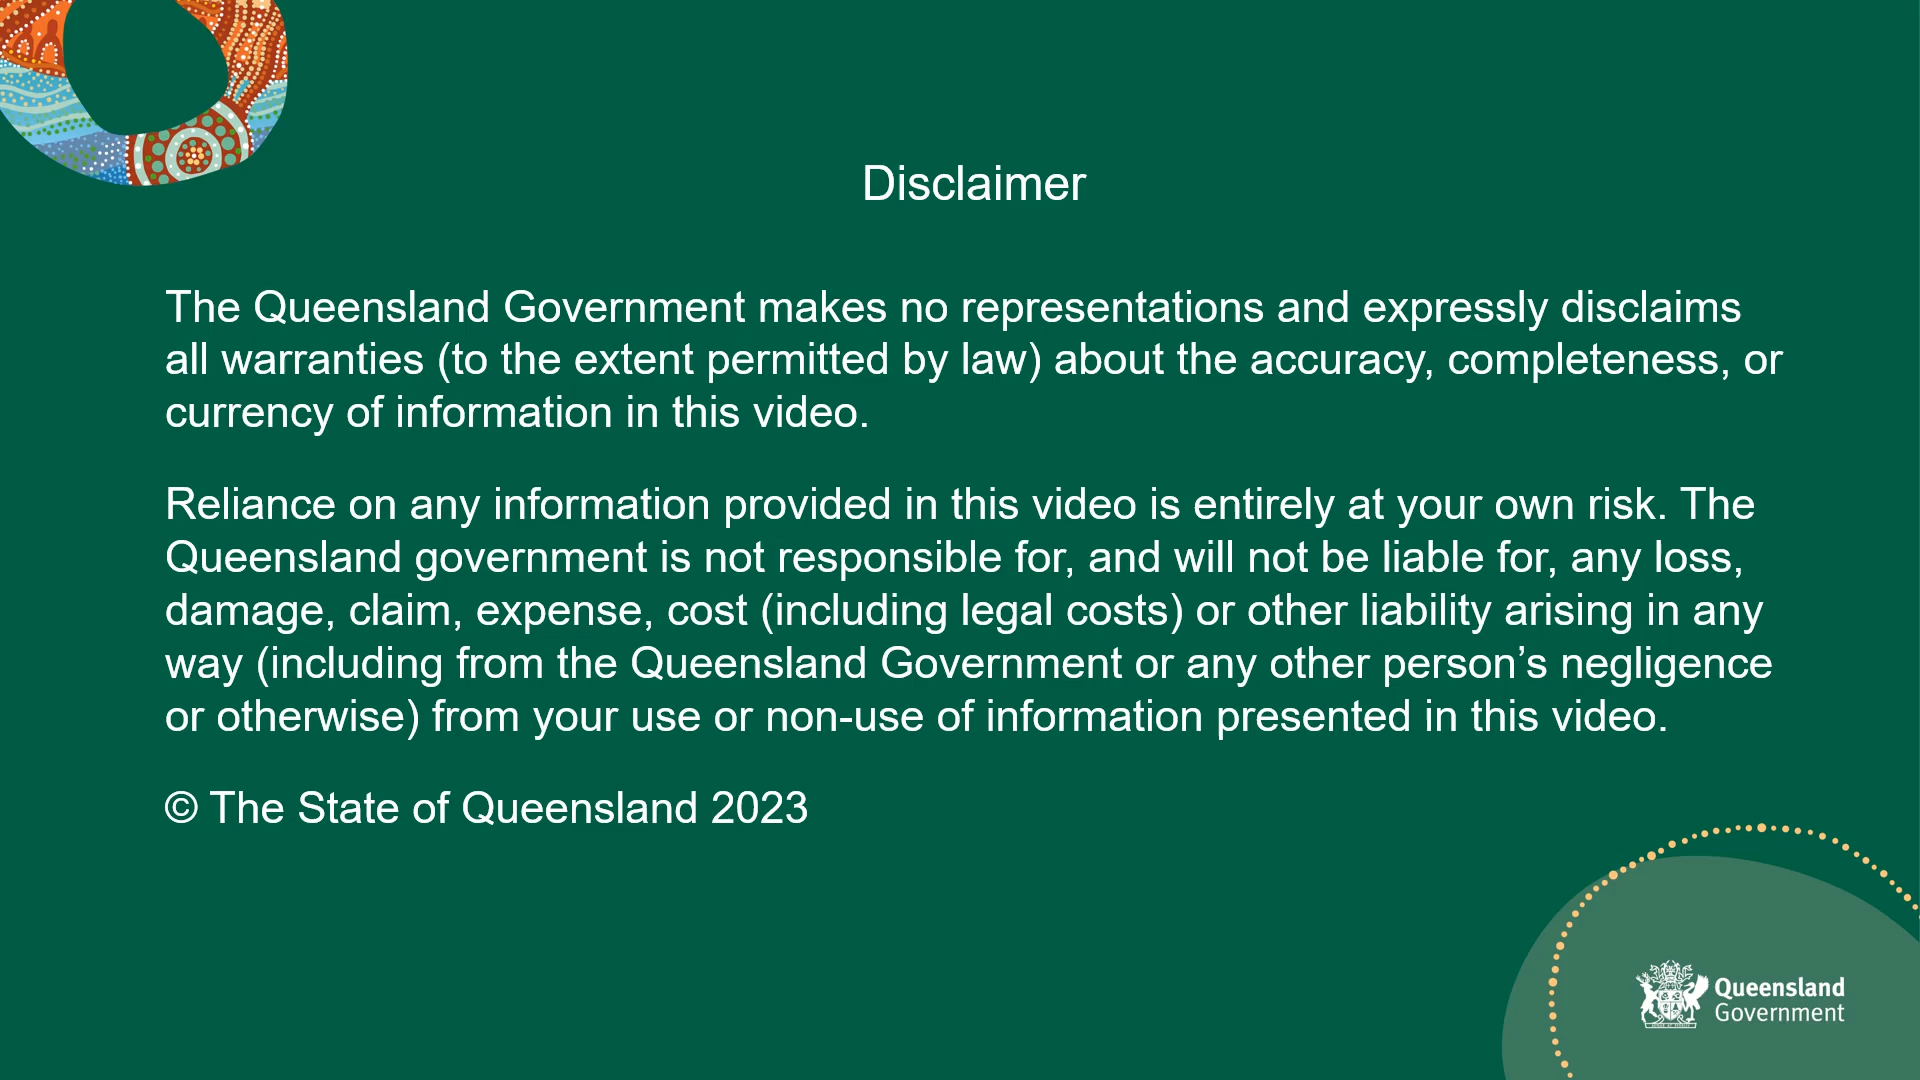 Disclaimer
The Queensland Government makes no representations and expressly disclaims
all warranties (to the extent permitted by law) about the accuracy, completeness, or
currency of information in this video.
Reliance on any information provided in this video is entirely at your own risk. The
Queensland government is not responsible for, and will not be liable for, any loss,
damage, claim, expense, cost (including legal costs) or other liability arising in any
way (including from the Queensland Government or any other person’s negligence
or otherwise) from your use or non-use of information presented in this video.
© The State of Queensland 2023
Queensland
Government